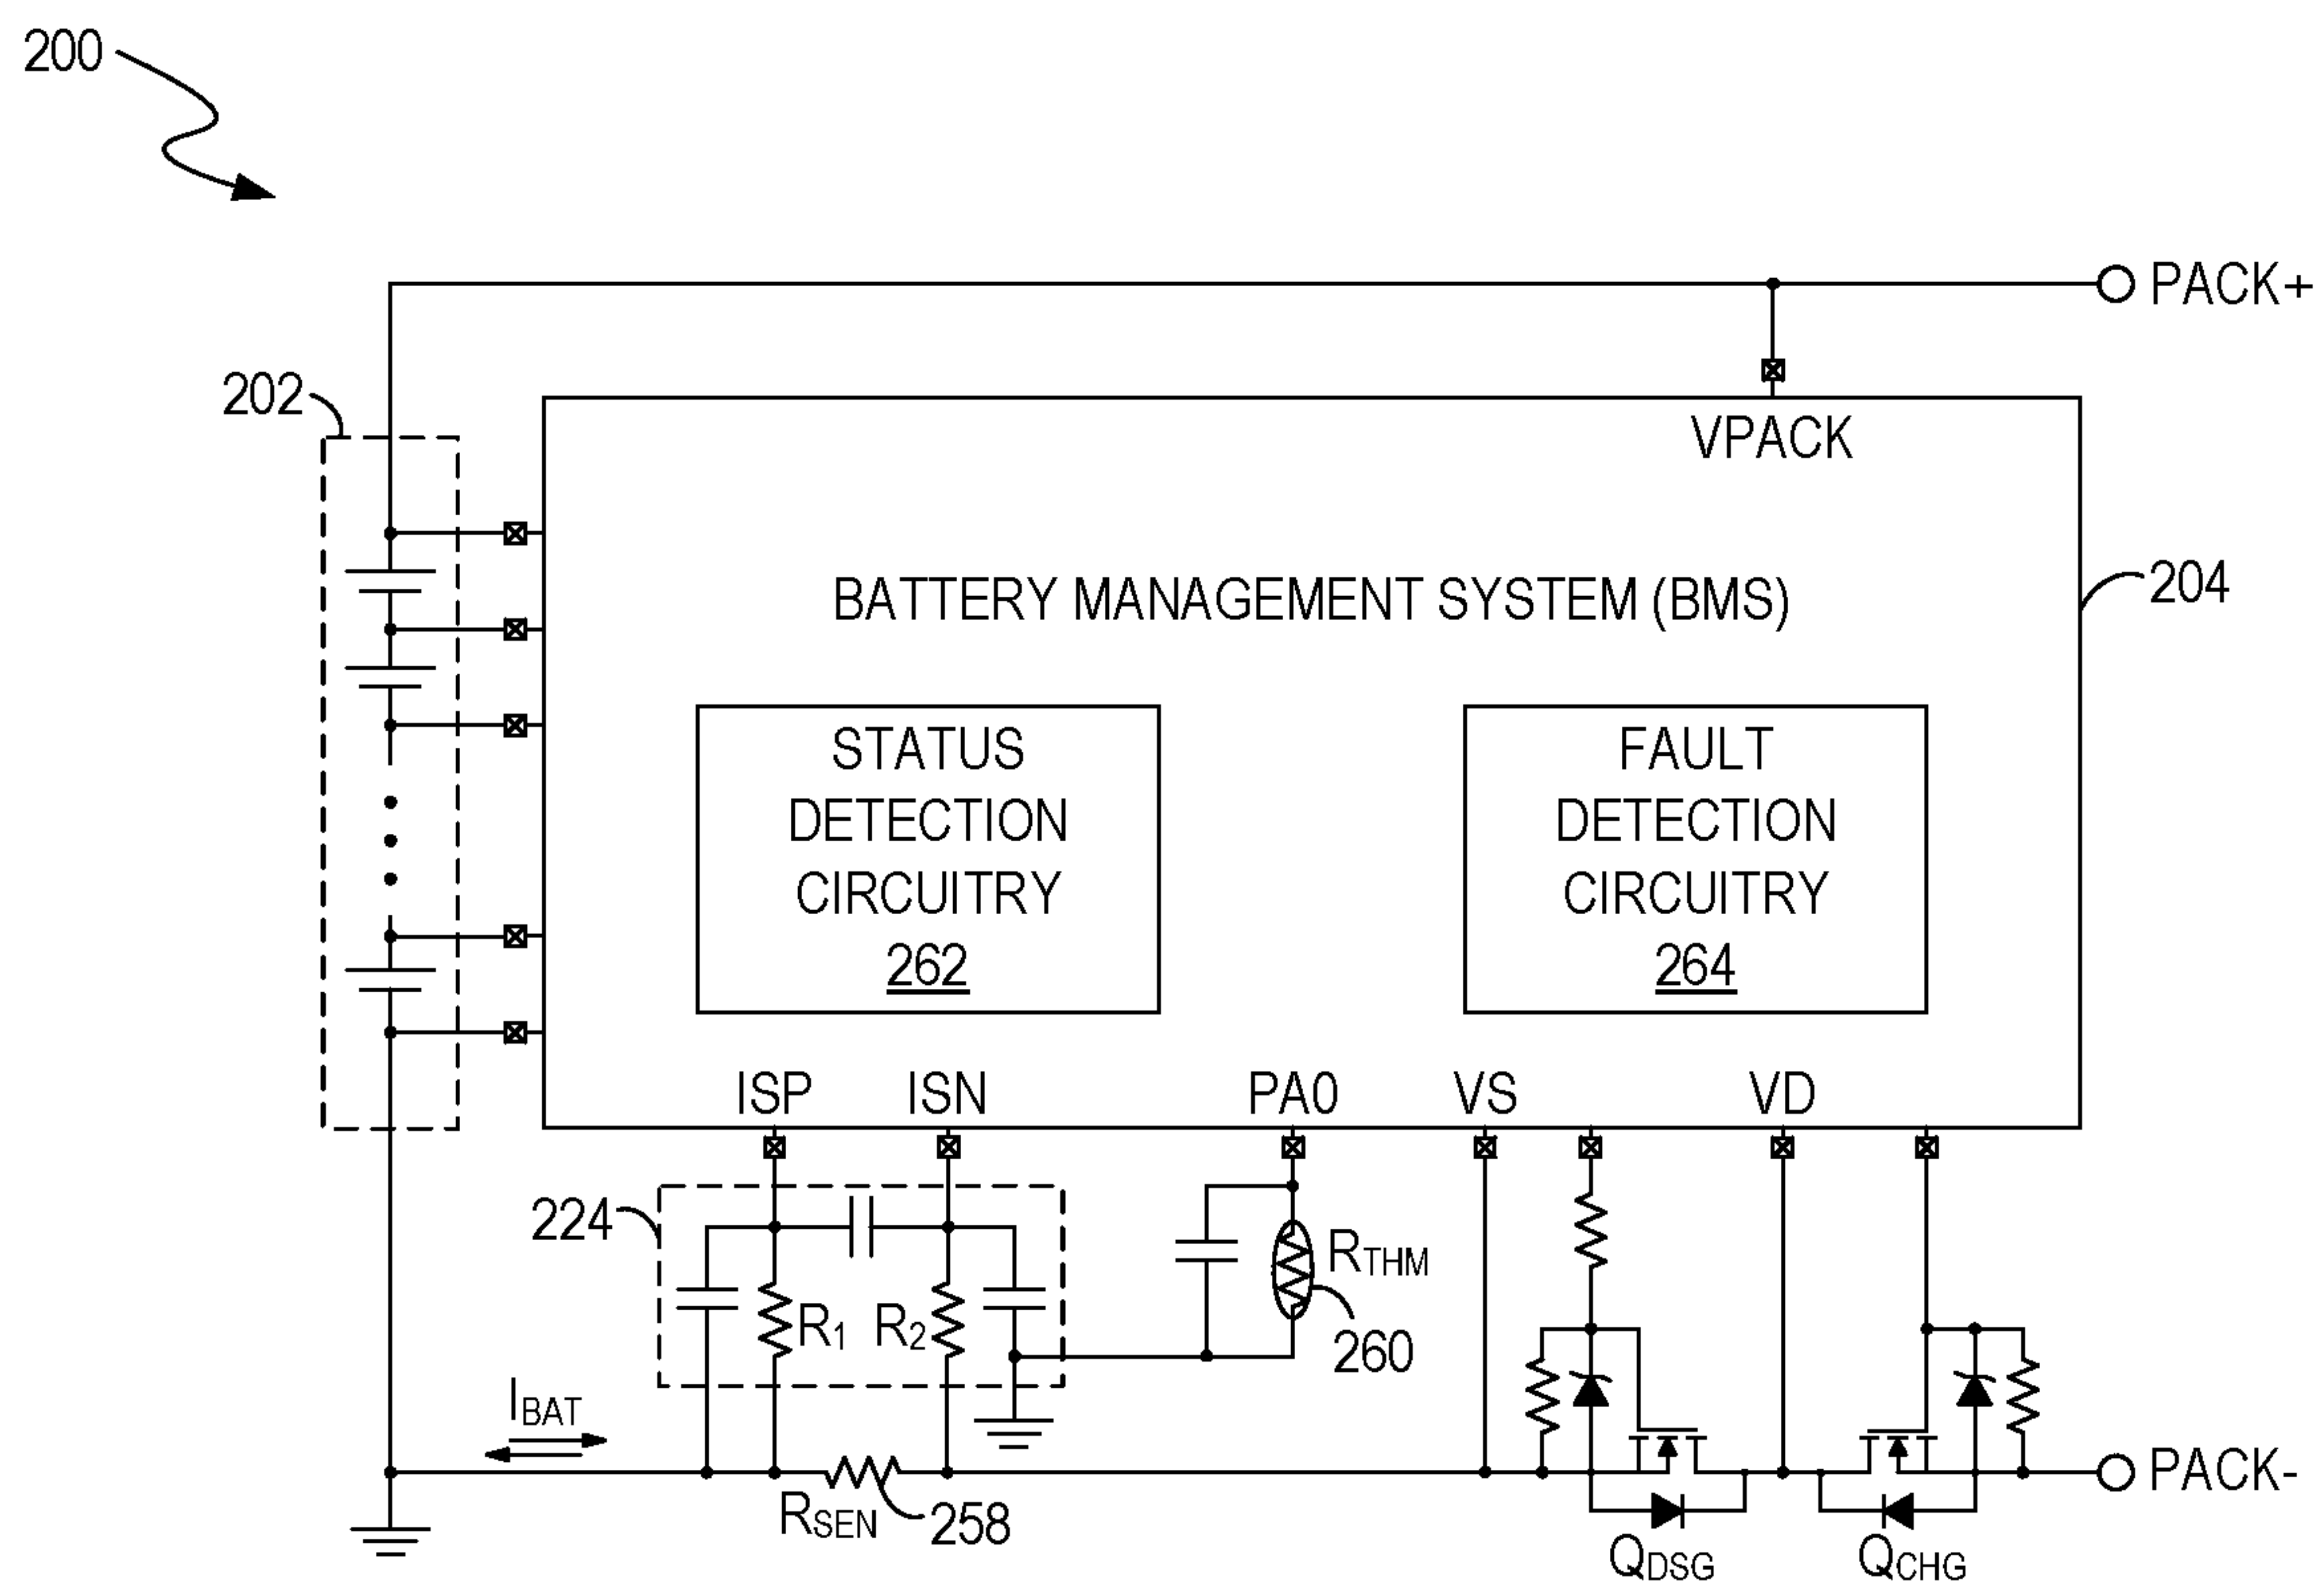 200
PACK+
202
VPACK
204
BATTERY MANAGEMENT SYSTEM (BMS)
STATUS
DETECTION
CIRCUITRY
262
FAULT
DETECTION
CIRCUITRY
264
ISP
ISN
PA0
VS
VD
224
R1
R2
RTHM
260
IBAT
RSEN
258
PACK-
QDSG
QCHG